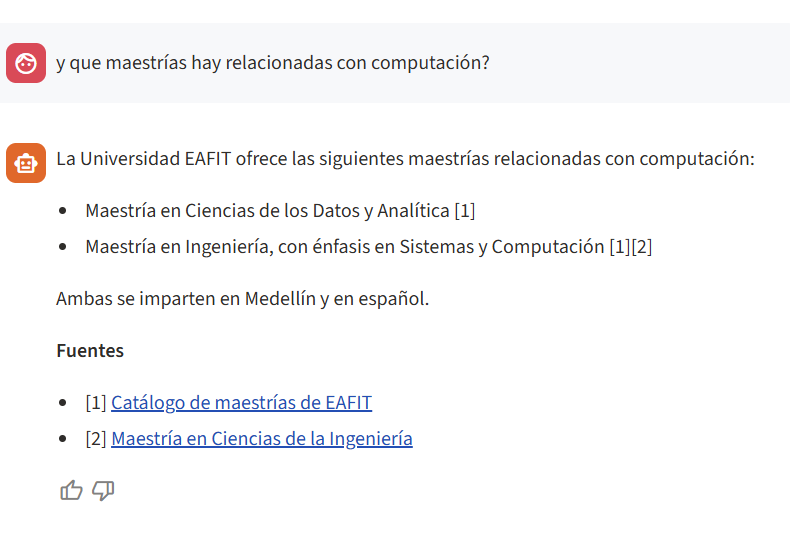 y que maestrías hay relacionadas con computación?
La Universidad EAFIT ofrece las siguientes maestrías relacionadas con computación:
• Maestría en Ciencias de los Datos y Analítica [1]
• Maestría en Ingeniería, con énfasis en Sistemas y Computación [1][2]
Ambas se imparten en Medellín y en español.
Fuentes
• [1] Catálogo de maestrías de EAFIT
• [2] Maestría en Ciencias de la Ingeniería